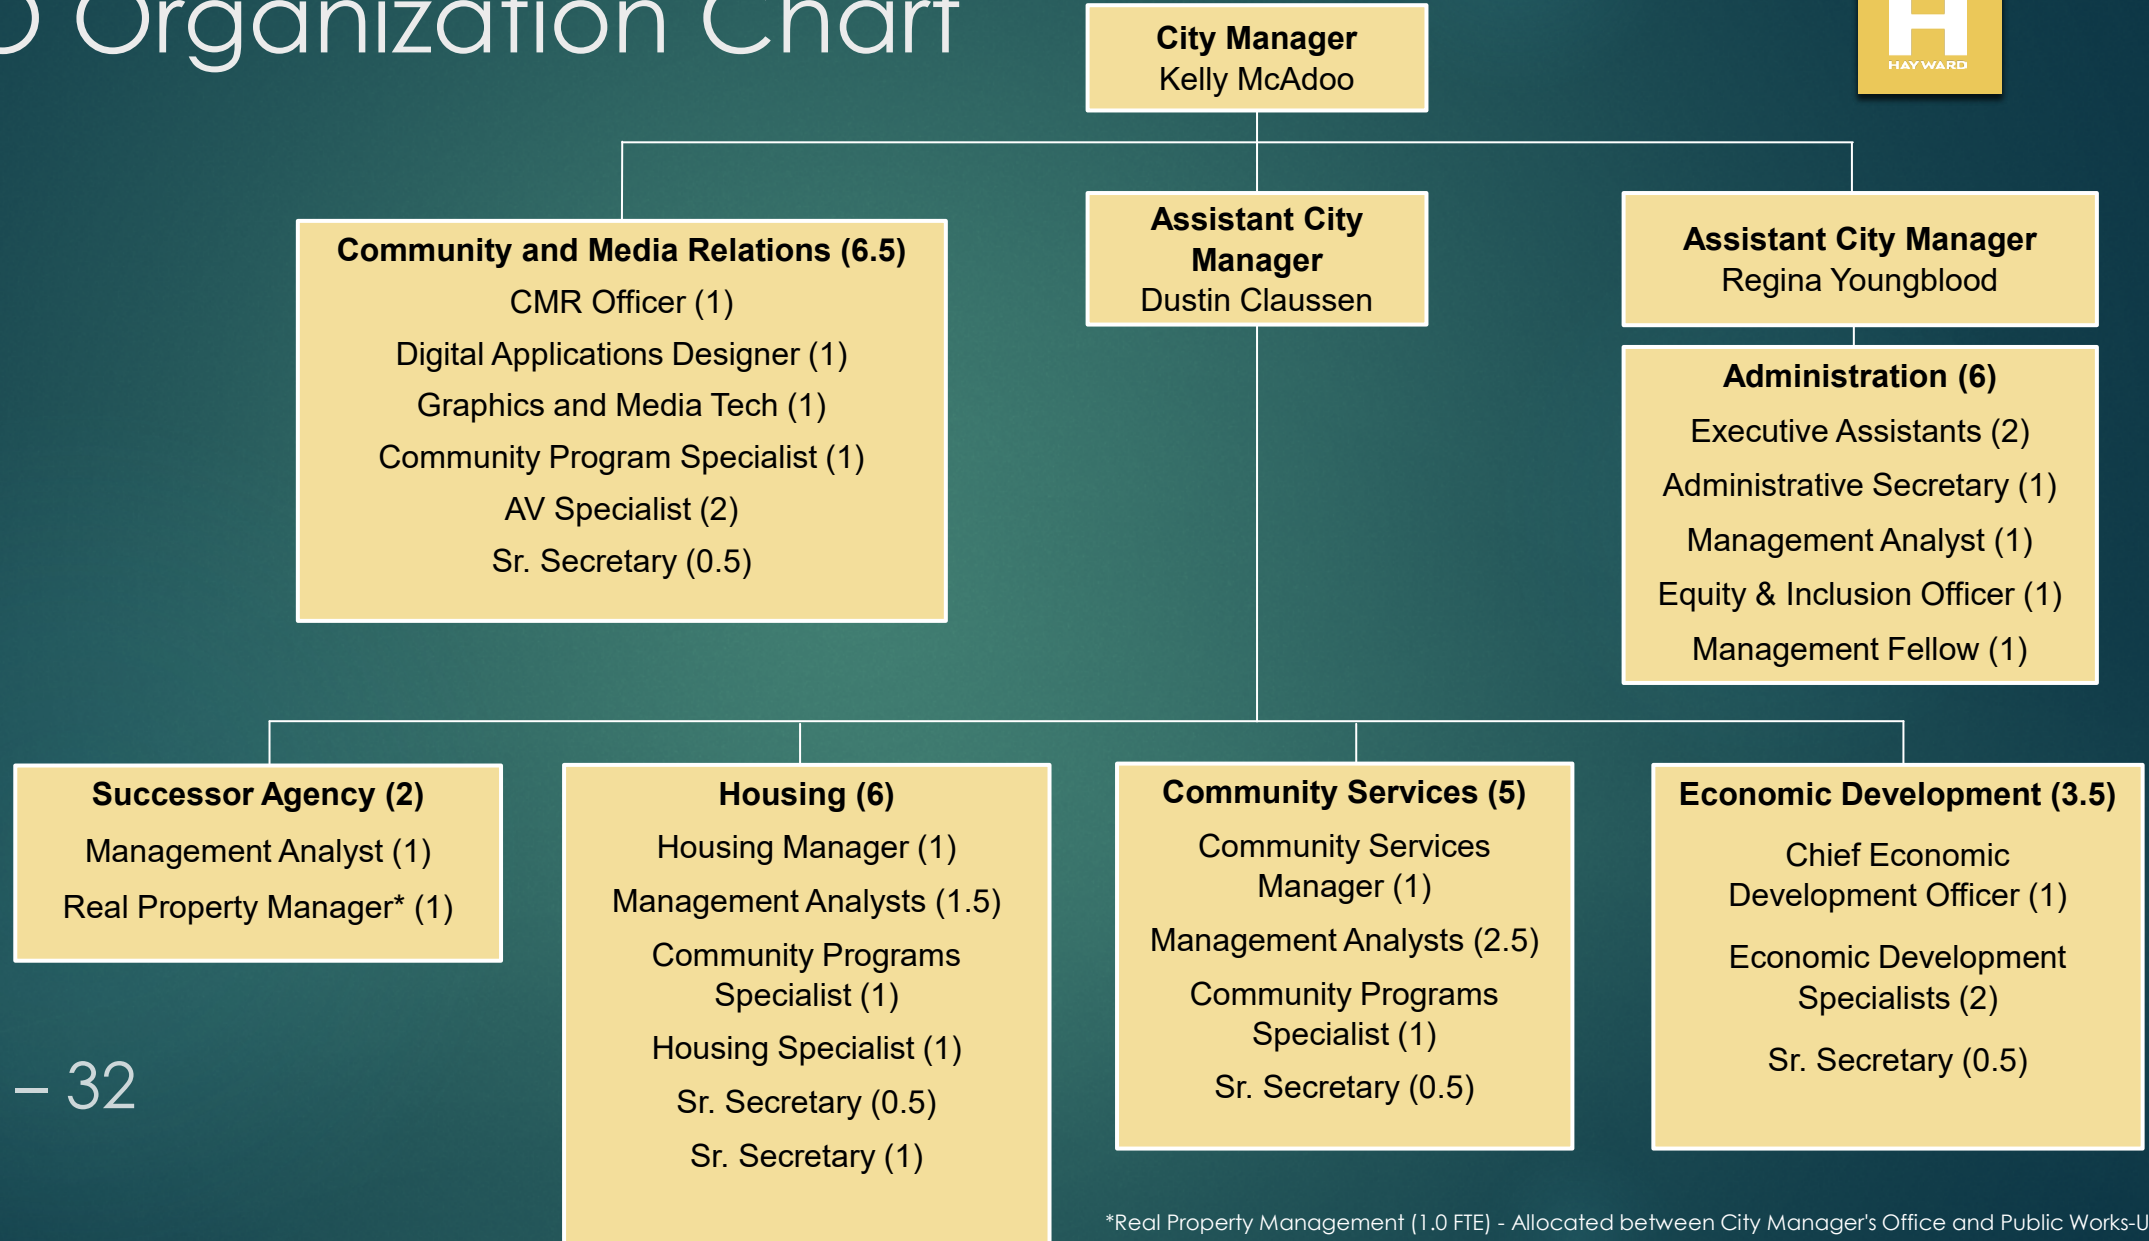 Organization Chart
H
HAYWARD
City Manager
Kelly McAdoo
Community and Media Relations (6.5)
CMR Officer (1)
Digital Applications Designer (1)
Graphics and Media Tech (1)
Community Program Specialist (1)
AV Specialist (2)
Sr. Secretary (0.5)
Assistant City
Manager
Dustin Claussen
Assistant City Manager
Regina Youngblood
Administration (6)
Executive Assistants (2)
Administrative Secretary (1)
Management Analyst (1)
Equity & Inclusion Officer (1)
Management Fellow (1)
Successor Agency (2)
Management Analyst (1)
Real Property Manager* (1)
Housing (6)
Housing Manager (1)
Management Analysts (1.5)
Community Programs
Specialist (1)
Housing Specialist (1)
Sr. Secretary (0.5)
Sr. Secretary (1)
Community Services (5)
Community Services
Manager (1)
Management Analysts (2.5)
Community Programs
Specialist (1)
Sr. Secretary (0.5)
Economic Development (3.5)
Chief Economic
Development Officer (1)
Economic Development
Specialists (2)
Sr. Secretary (0.5)
– 32
*Real Property Management (1.0 FTE) - Allocated between City Manager's Office and Public Works-U